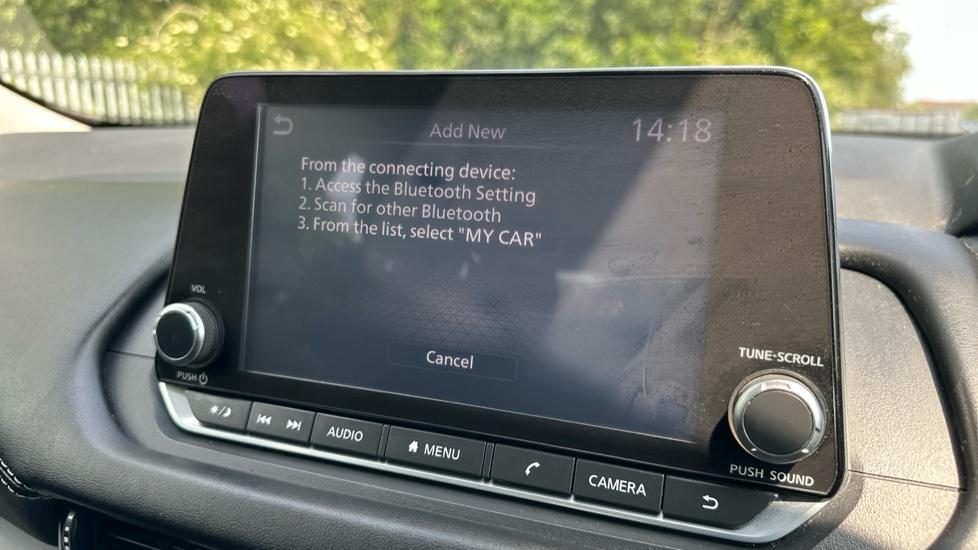 Add New
14:18
From the connecting device:
1. Access the Bluetooth Setting
2. Scan for other Bluetooth
3. From the list, select "MY CAR"
Cancel
VOL
PUSH
TUNE•SCROLL
PUSH SOUND
AUDIO
MENU
CAMERA